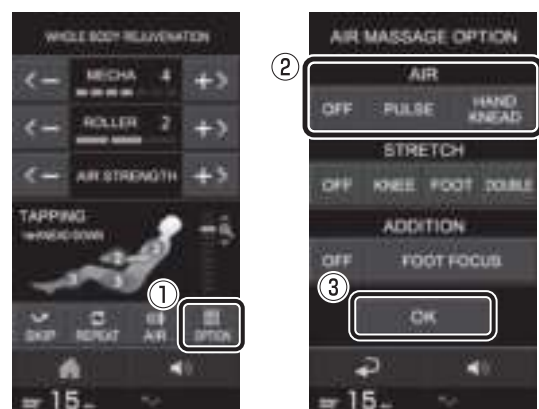 WHOLE BODY REJUVENATION
MECHA 4
ROLLER 2
AIR STRENGTH
TAPPING
①
SKIP REPEAT AIR OPTION
15
AIR MASSAGE OPTION
②
AIR
OFF PULSE HAND KNEAD
STRETCH
OFF KNEE FOOT DOUBLE
ADDITION
OFF FOOT FOCUS
③
OK
15